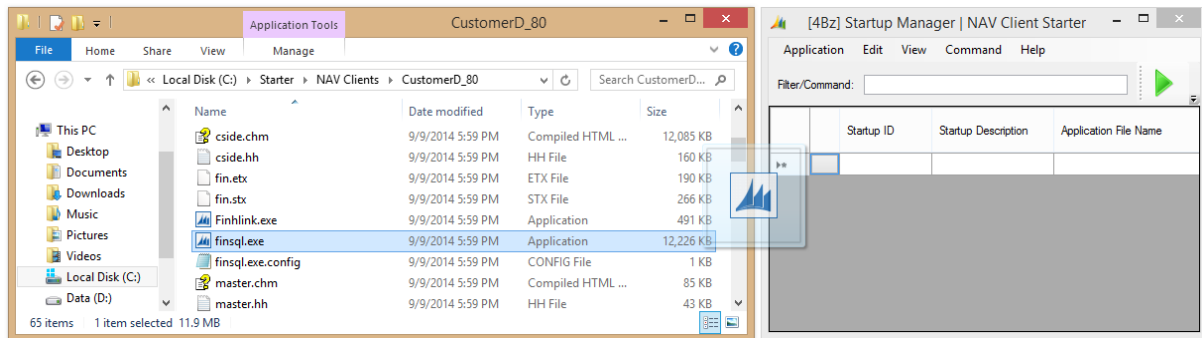 Application Tools
CustomerD_80
File Home Share View Manage
« Local Disk (C:) Starter NAV Clients CustomerD_80
Search CustomerD...
Name Date modified Type Size
This PC
Desktop
Documents
Downloads
Music
Pictures
Videos
Local Disk (C:)
Data (D:)
cside.chm 9/9/2014 5:59 PM Compiled HTML ... 12,085 KB
cside.hh 9/9/2014 5:59 PM HH File 160 KB
fin.etx 9/9/2014 5:59 PM ETX File 190 KB
fin.stx 9/9/2014 5:59 PM STX File 266 KB
Finhlink.exe 9/9/2014 5:59 PM Application 491 KB
finsql.exe 9/9/2014 5:59 PM Application 12,226 KB
finsql.exe.config 9/9/2014 5:59 PM CONFIG File 1 KB
master.chm 9/9/2014 5:59 PM Compiled HTML ... 85 KB
master.hh 9/9/2014 5:59 PM HH File 43 KB
65 items 1 item selected 11.9 MB
[4Bz] Startup Manager | NAV Client Starter
Application Edit View Command Help
Filter/Command:
Startup ID Startup Description Application File Name